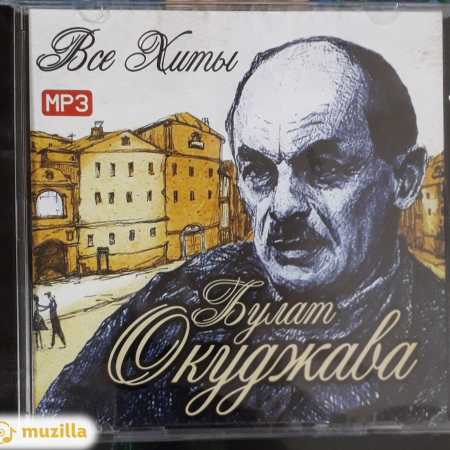 Все Хиты
MP3
Булат
Окуджава
muzilla